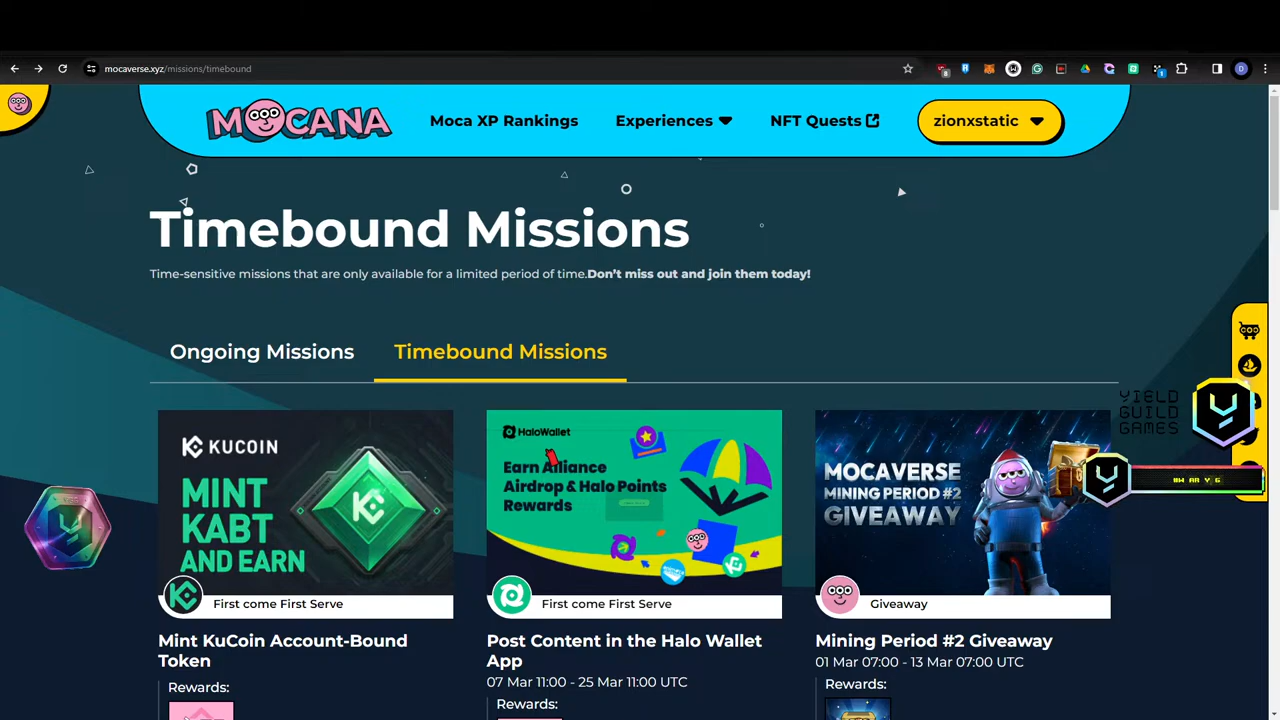 mocaverse.xyz/missions/timebound
MOCANA
Moca XP Rankings
Experiences
NFT Quests
zionxstatic
Timebound Missions
Time-sensitive missions that are only available for a limited period of time.Don't miss out and join them today!
Ongoing Missions
Timebound Missions
YIELD
GUILD
GAMES
KUCOIN
MINT
KABT
AND EARN
First come First Serve
Mint KuCoin Account-Bound
Token
Rewards:
HaloWallet
Earn Alliance
Airdrop & Halo Points
Rewards
First come First Serve
Post Content in the Halo Wallet
App
07 Mar 11:00 - 25 Mar 11:00 UTC
Rewards:
MOCAVERSE
MINING PERIOD #2
GIVEAWAY
Giveaway
Mining Period #2 Giveaway
01 Mar 07:00 - 13 Mar 07:00 UTC
Rewards: